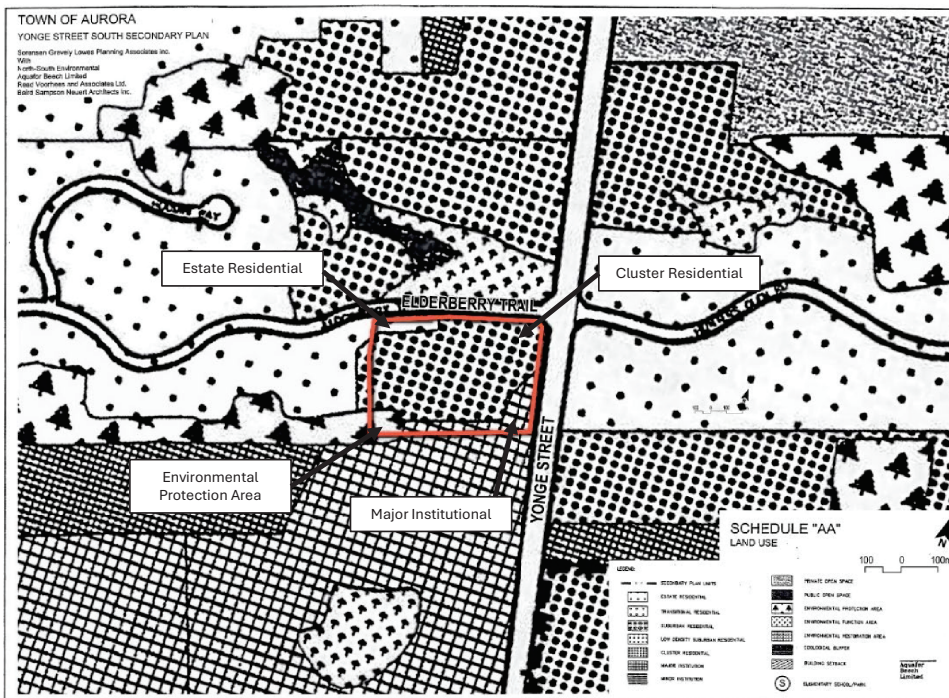 TOWN OF AURORA
YONGE STREET SOUTH SECONDARY PLAN
Sorensen Gravely Lowes Planning Associates Inc.
With
North-South Environmental
Aquafor Beech Limited
Read Voorhees and Associates Ltd.
Baird Sampson Neuert Architects Inc.
Estate Residential
Cluster Residential
ELDERBERRY TRAIL
YONGE STREET
Environmental
Protection Area
Major Institutional
SCHEDULE "AA"
LAND USE
N
100 0 100m
LEGEND
SECONDARY PLAN LIMITS
ESTATE RESIDENTIAL
TRANSITIONAL RESIDENTIAL
SUBURBAN RESIDENTIAL
LOW DENSITY SUBURBAN RESIDENTIAL
CLUSTER RESIDENTIAL
MAJOR INSTITUTION
MINOR INSTITUTION
PRIVATE OPEN SPACE
PUBLIC OPEN SPACE
ENVIRONMENTAL PROTECTION AREA
ENVIRONMENTAL FUNCTION AREA
ENVIRONMENTAL RESTORATION AREA
ECOLOGICAL BUFFER
BUILDING SETBACK
S ELEMENTARY SCHOOL/PARK
Aquafor
Beech
Limited